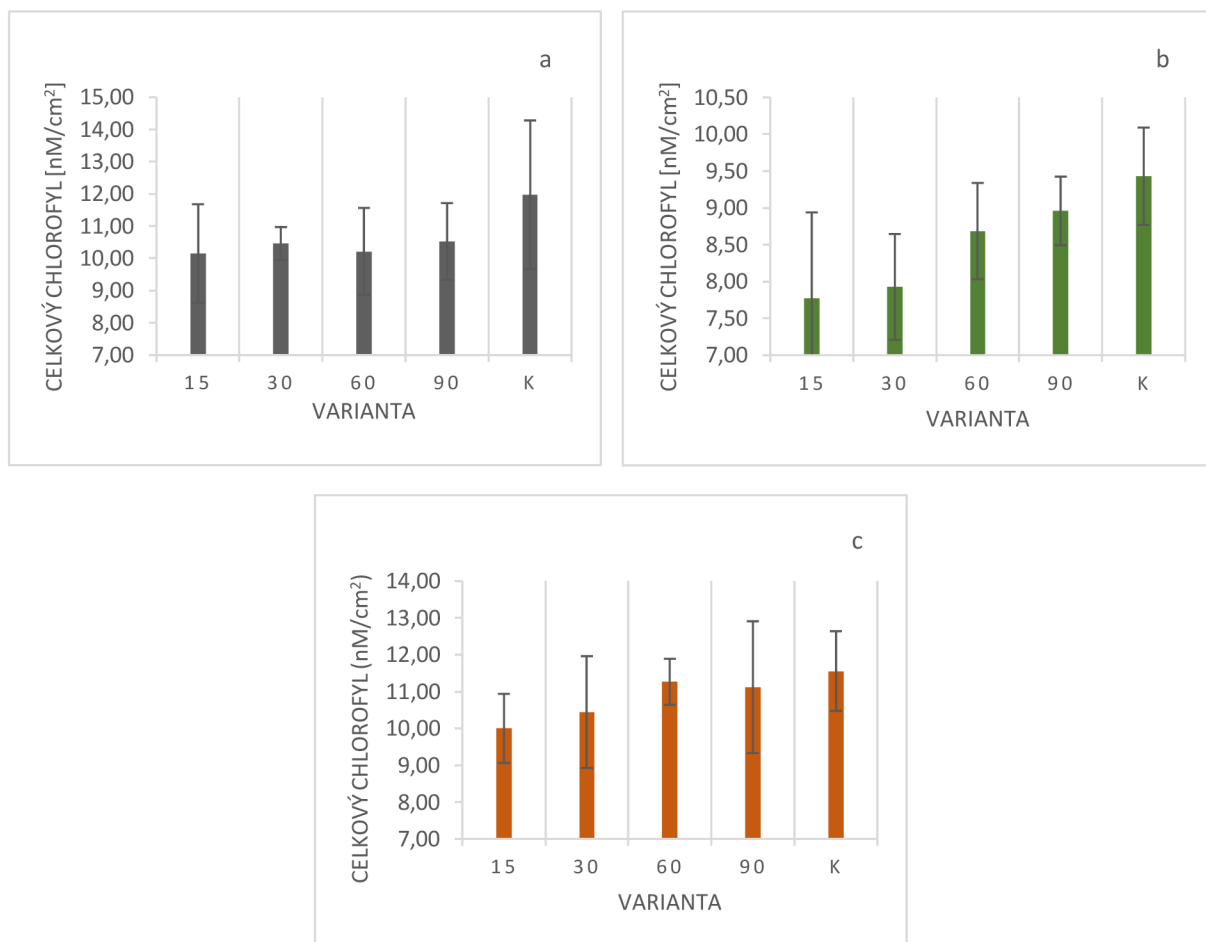 a
CELKOVÝ CHLOROFYL [nM/cm²]
15,00
14,00
13,00
12,00
11,00
10,00
9,00
8,00
7,00
15 30 60 90 K
VARIANTA
b
CELKOVÝ CHLOROFYL [nM/cm²]
10,50
10,00
9,50
9,00
8,50
8,00
7,50
7,00
15 30 60 90 K
VARIANTA
c
CELKOVÝ CHLOROFYL (nM/cm²)
14,00
13,00
12,00
11,00
10,00
9,00
8,00
7,00
15 30 60 90 K
VARIANTA